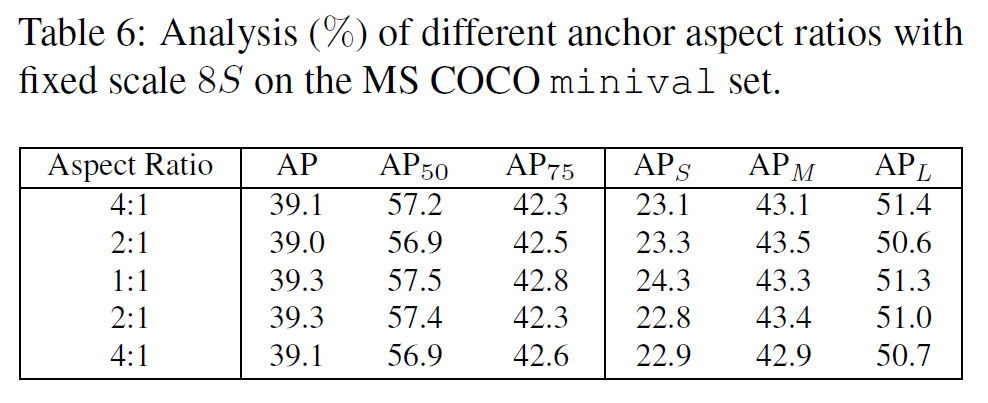 Table 6: Analysis (%) of different anchor aspect ratios with
fixed scale 8S on the MS COCO minival set.
Aspect Ratio AP AP50 AP75 APS APM APL
4:1 39.1 57.2 42.3 23.1 43.1 51.4
2:1 39.0 56.9 42.5 23.3 43.5 50.6
1:1 39.3 57.5 42.8 24.3 43.3 51.3
2:1 39.3 57.4 42.3 22.8 43.4 51.0
4:1 39.1 56.9 42.6 22.9 42.9 50.7